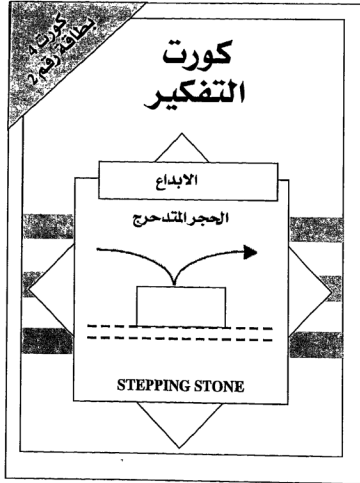 كورت 4
بطاقة رقم 2
كورت
التفكير
الابداع
الحجر المتدحرج
STEPPING STONE